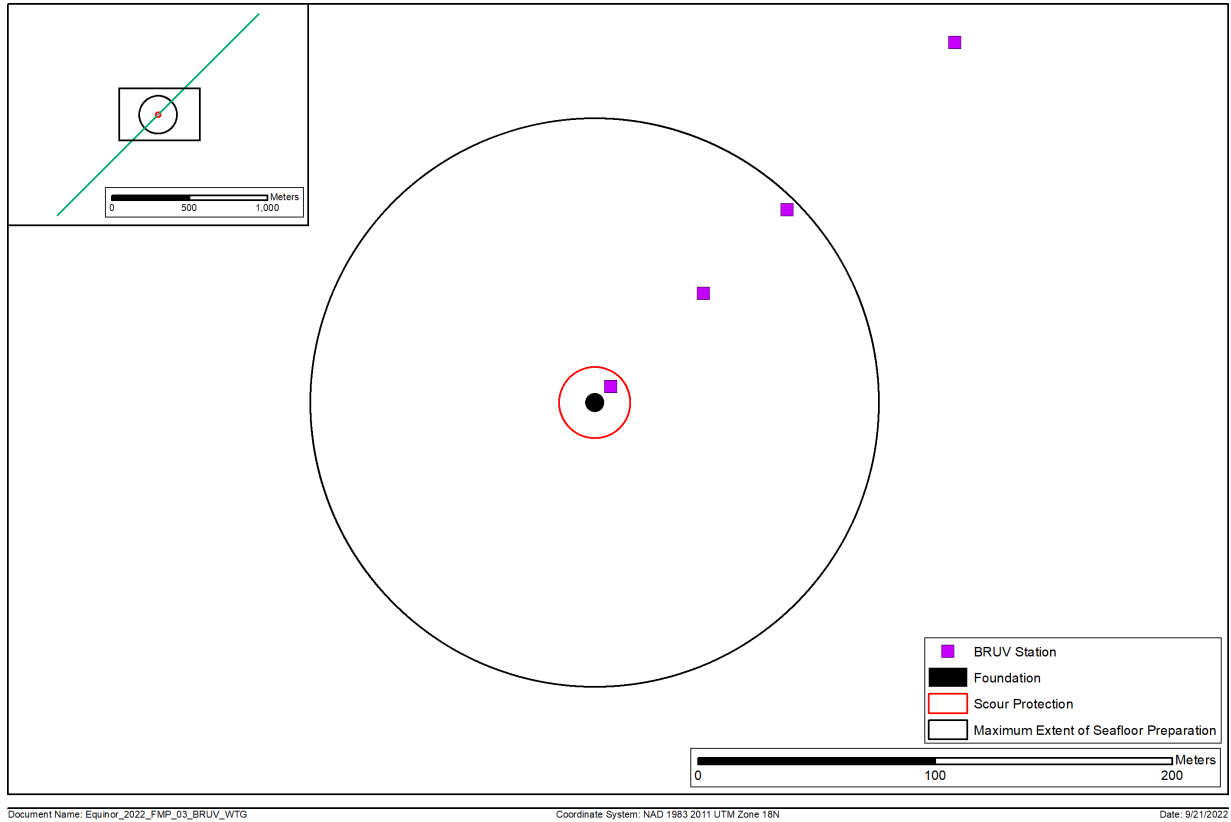 Meters
0 500 1,000
BRUV Station
Foundation
Scour Protection
Maximum Extent of Seafloor Preparation
Meters
0 100 200
Document Name: Equinor_2022_FMP_03_BRUV_WTG Coordinate System: NAD 1983 2011 UTM Zone 18N Date: 9/21/2022